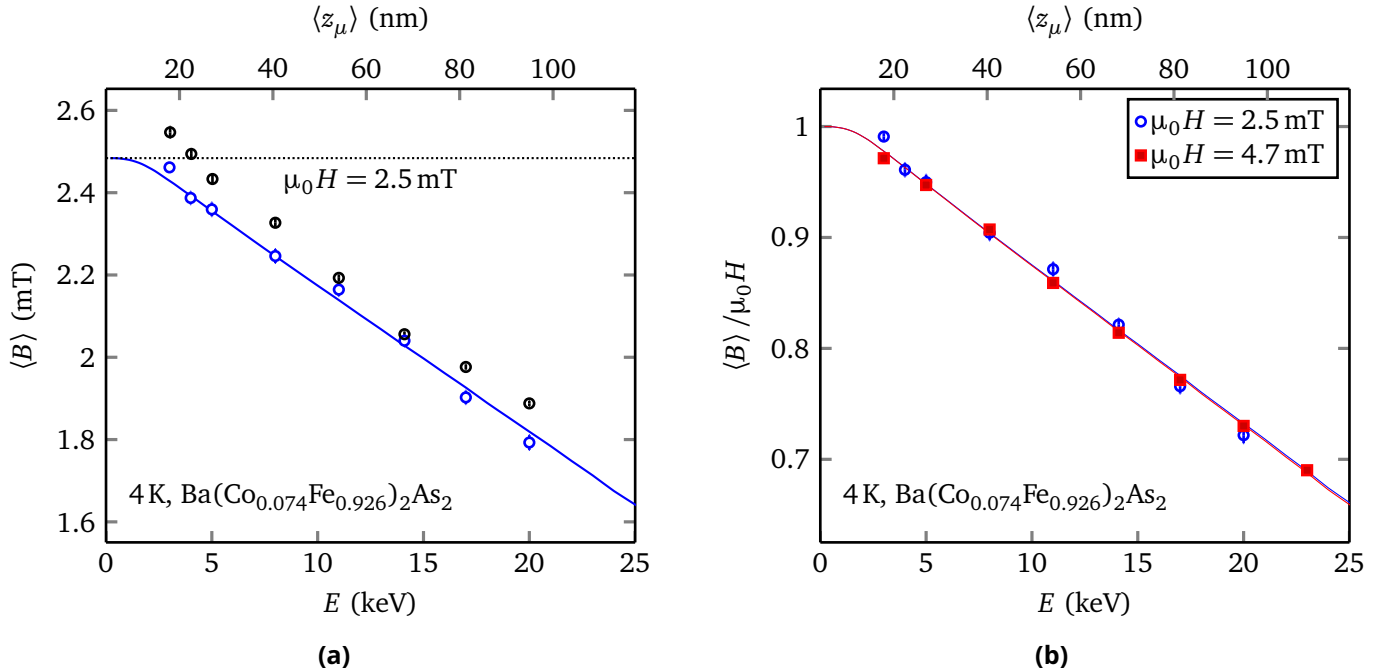 ⟨z_μ⟩ (nm)
20 40 60 80 100
2.6
2.4
2.2
2
1.8
1.6
⟨B⟩ (mT)
μ₀H = 2.5 mT
4 K, Ba(Co₀.₀₇₄Fe₀.₉₂₆)₂As₂
0 5 10 15 20 25
E (keV)
(a)
⟨z_μ⟩ (nm)
20 40 60 80 100
1
0.9
0.8
0.7
⟨B⟩ /μ₀H
μ₀H = 2.5 mT
μ₀H = 4.7 mT
4 K, Ba(Co₀.₀₇₄Fe₀.₉₂₆)₂As₂
0 5 10 15 20 25
E (keV)
(b)